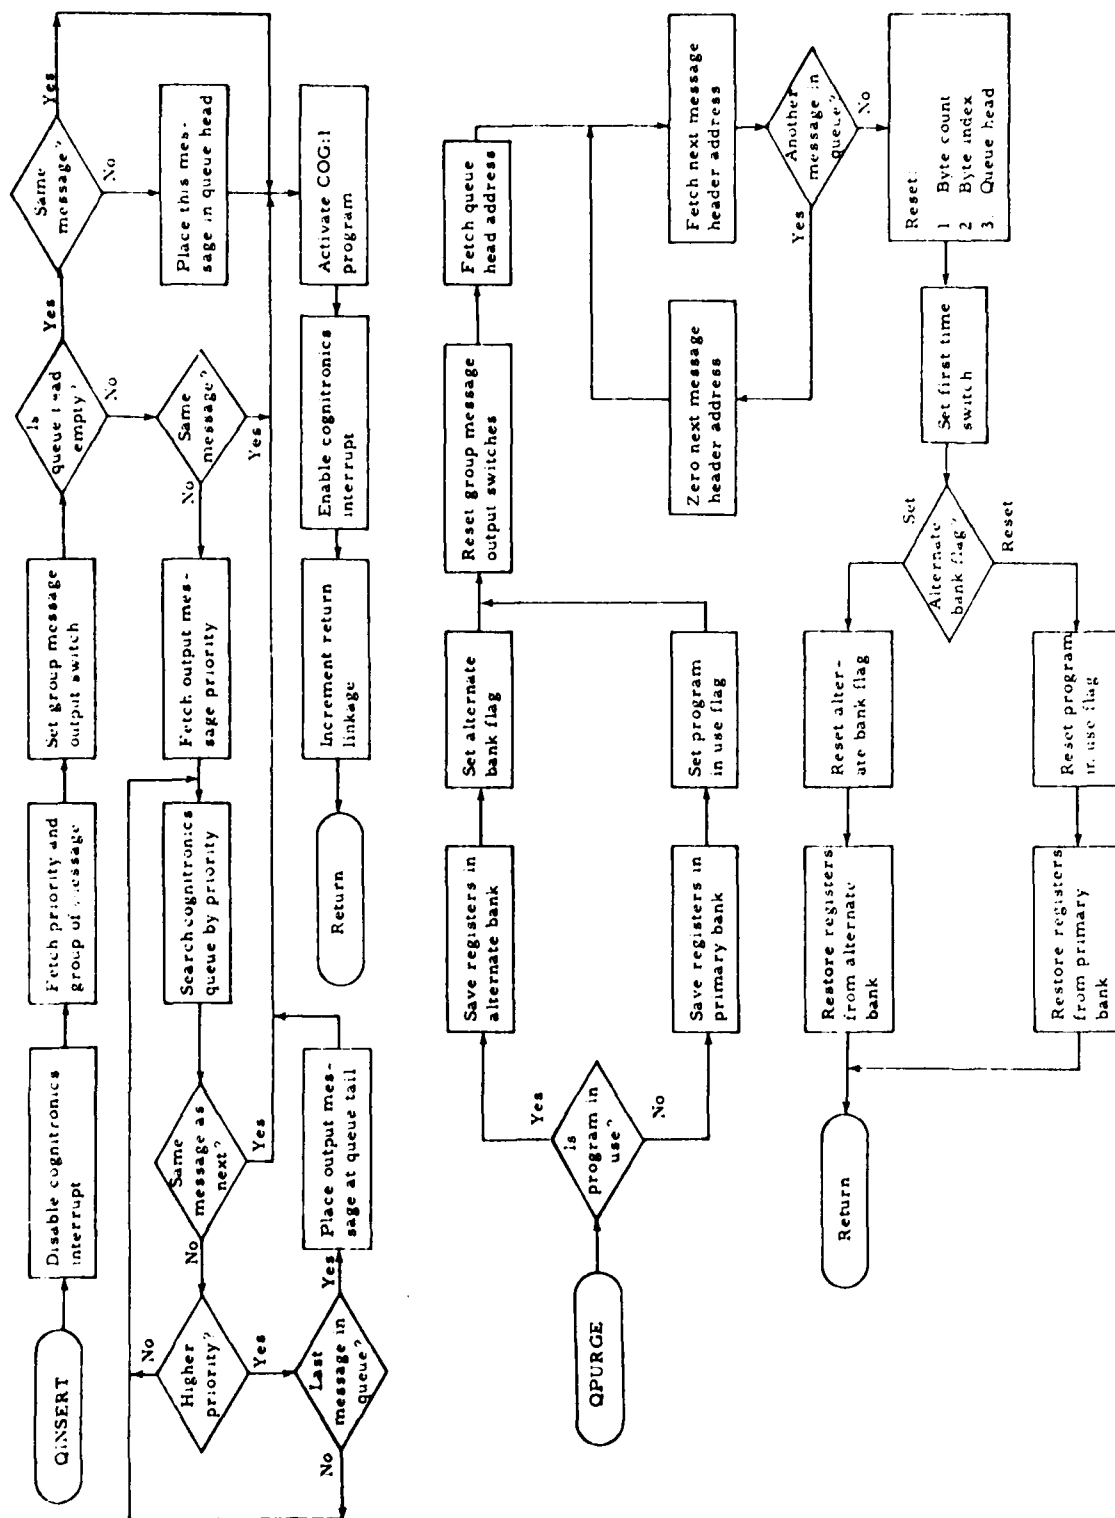 QINSERT
Disable cognitronics
interrupt
Fetch priority and
group of message
Set group message
output switch
Is
queue head
empty?
Yes
Same
message?
Yes
No
Place this mes-
sage in queue head
No
Same
message?
Yes
No
Fetch output mes-
sage priority
Search cognitronics
queue by priority
Same
message as
next?
Yes
No
Higher
priority?
No
Yes
Last
message in
queue?
No
Yes
Place output mes-
sage at queue tail
Activate COG:1
program
Enable cognitronics
interrupt
Increment return
linkage
Return
QPURGE
Is
program in
use?
Yes
No
Save registers in
alternate bank
Set alternate
bank flag
Save registers in
primary bank
Set program
in use flag
Reset group message
output switches
Fetch queue
head address
Fetch next message
header address
Another
message in
queue?
Yes
No
Zero next message
header address
Reset:
1 Byte count
2 Byte index
3. Queue head
Set first time
switch
Alternate
bank flag?
Set
Reset
Reset alter-
ate bank flag
Restore registers
from alternate
bank
Reset program
in use flag
Restore registers
from primary
bank
Return